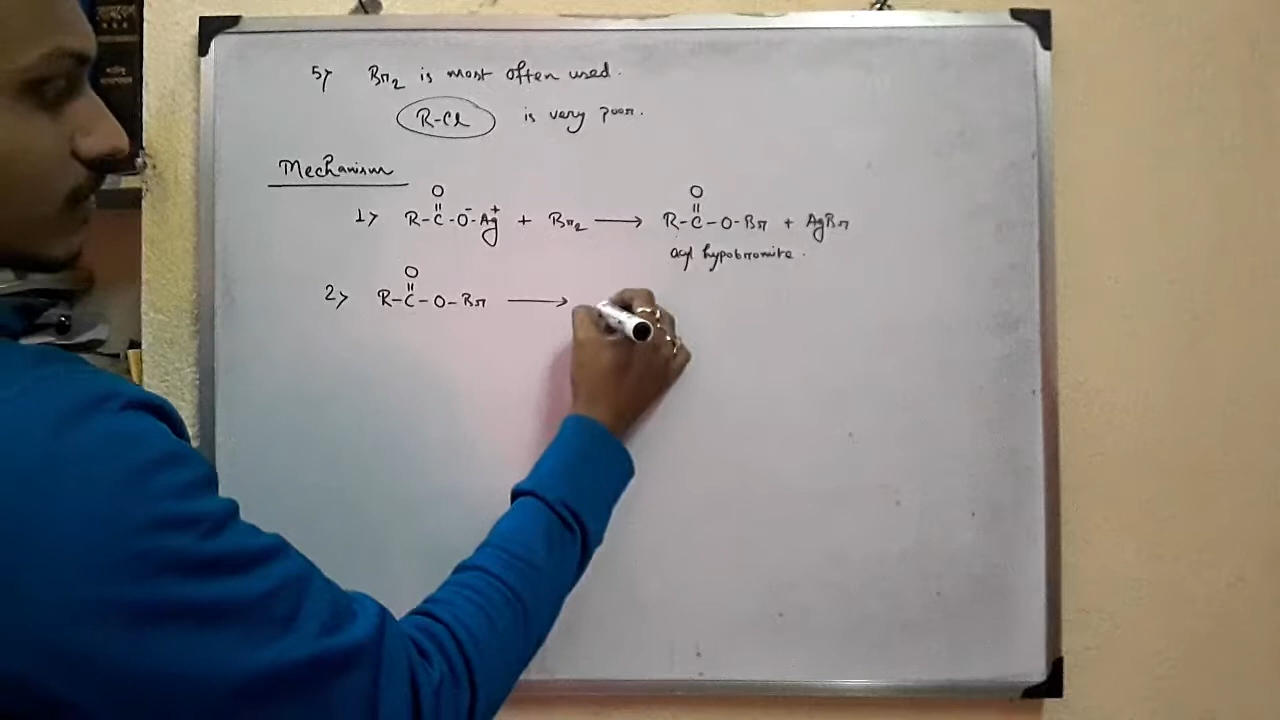 5) Br₂ is most often used.
R-Cl is very poor.
Mechanism
O
||
1) R-C-O⁻Ag⁺ + Br₂ ⟶ R-C-O-Br + AgBr
O
||
acyl hypobromite.
O
||
2) R-C-O-Br ⟶